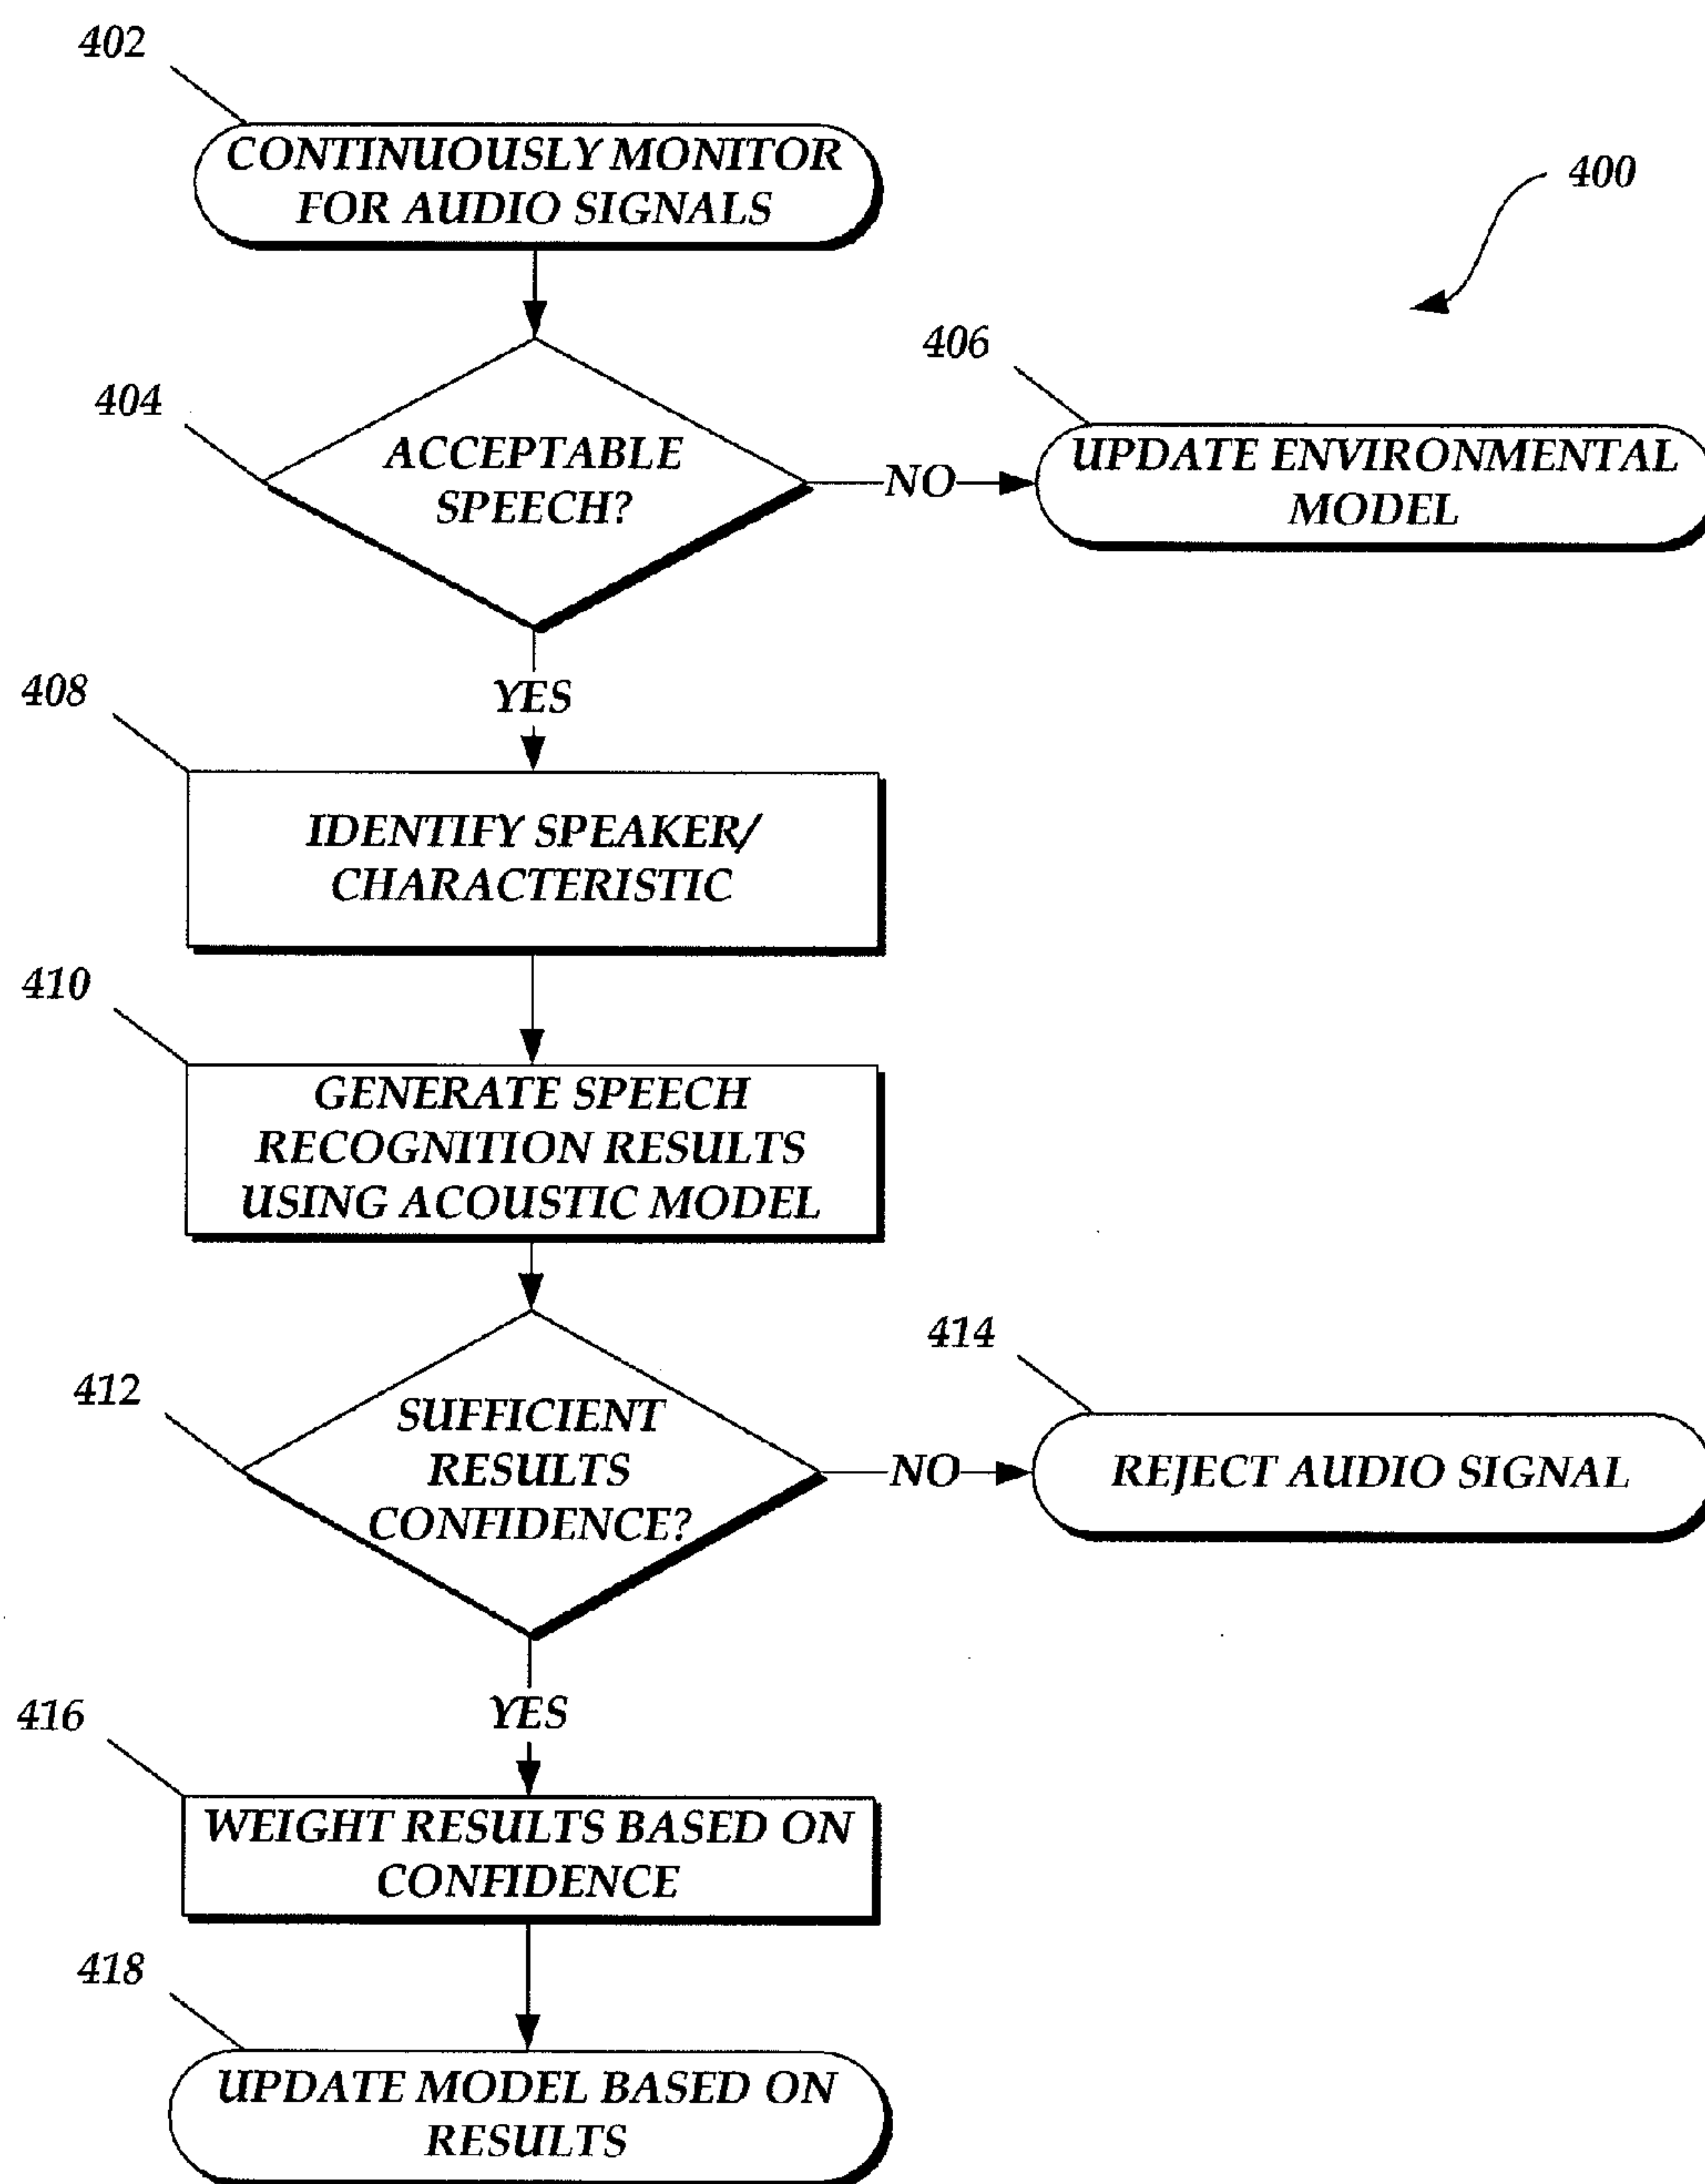 402
CONTINUOUSLY MONITOR
FOR AUDIO SIGNALS
400
404
ACCEPTABLE
SPEECH?
NO
406
UPDATE ENVIRONMENTAL
MODEL
YES
408
IDENTIFY SPEAKER/
CHARACTERISTIC
410
GENERATE SPEECH
RECOGNITION RESULTS
USING ACOUSTIC MODEL
412
SUFFICIENT
RESULTS
CONFIDENCE?
NO
414
REJECT AUDIO SIGNAL
YES
416
WEIGHT RESULTS BASED ON
CONFIDENCE
418
UPDATE MODEL BASED ON
RESULTS